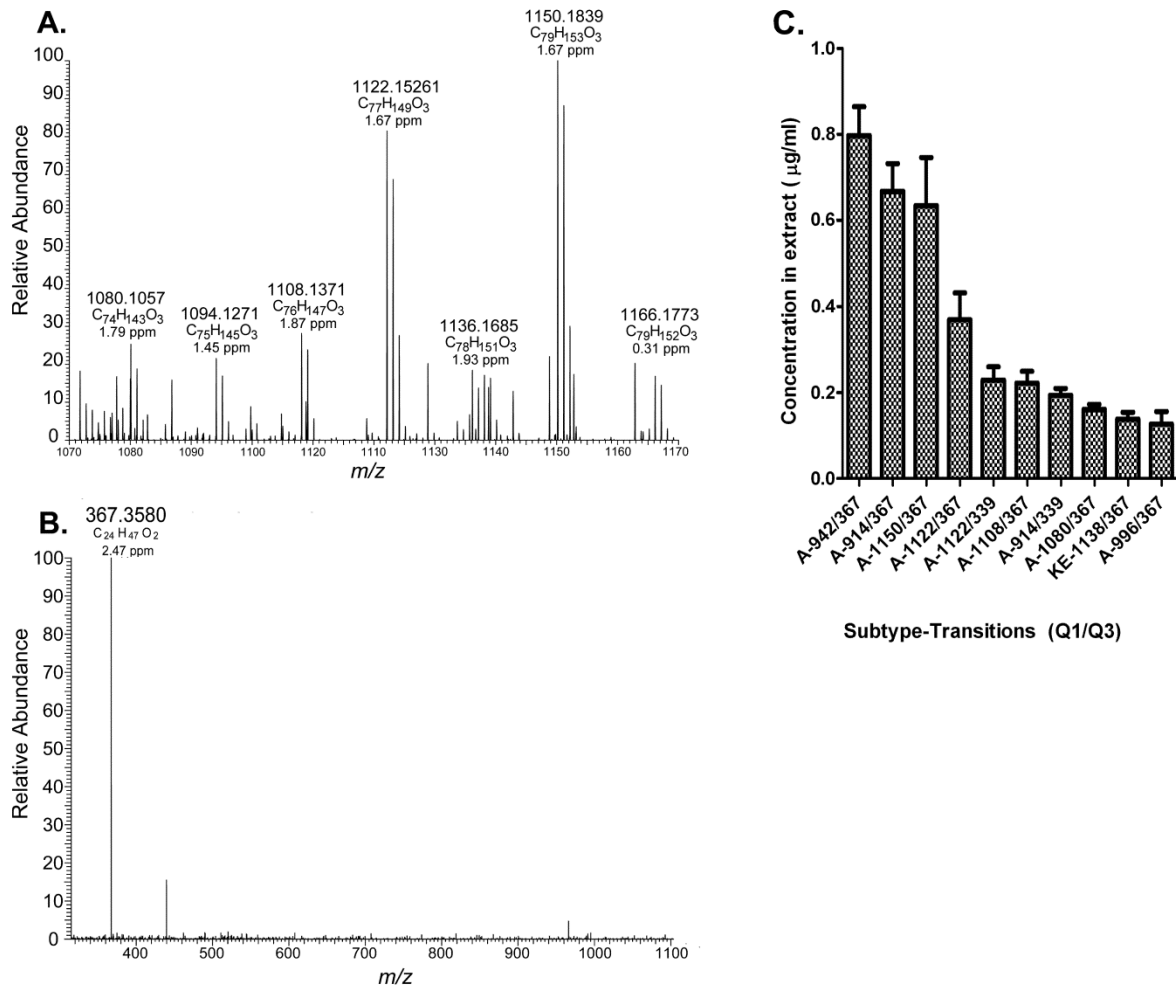 A.
1150.1839
C79H153O3
1.67 ppm
1122.15261
C77H149O3
1.67 ppm
1080.1057
C74H143O3
1.79 ppm
1094.1271
C75H145O3
1.45 ppm
1108.1371
C76H147O3
1.87 ppm
1136.1685
C78H151O3
1.93 ppm
1166.1773
C79H152O3
0.31 ppm
Relative Abundance
100
90
80
70
60
50
40
30
20
10
0
1070 1080 1090 1100 1120 1110 1130 1140 1150 1160 1170
m/z
B.
367.3580
C24 H47 O2
2.47 ppm
Relative Abundance
100
90
80
70
60
50
40
30
20
10
0
400 500 600 700 800 900 1000 1100
m/z
C.
Concentration in extract ( µg/ml)
1.0
0.8
0.6
0.4
0.2
0.0
A-942/367
A-914/367
A-1150/367
A-1122/367
A-1122/339
A-1108/367
A-914/339
A-1080/367
KE-1138/367
A-996/367
Subtype-Transitions (Q1/Q3)